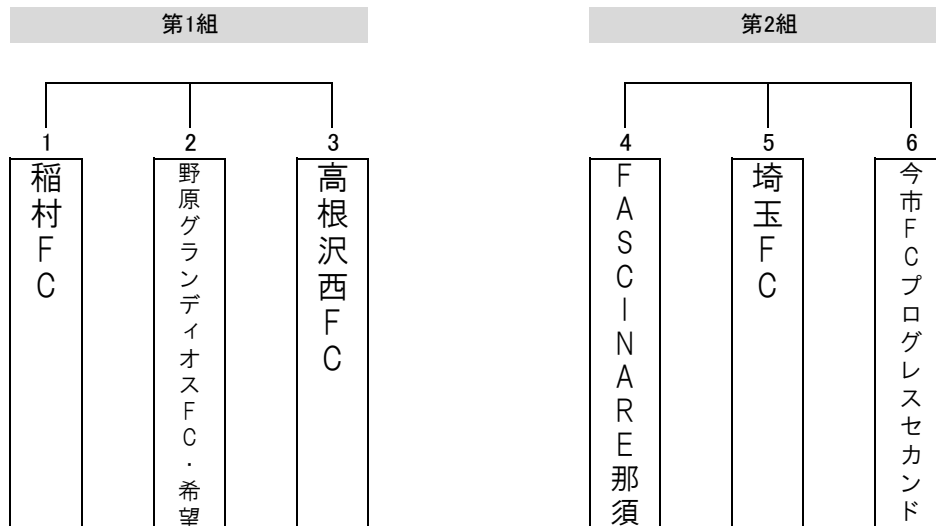 第1組
第2組
1
2
3
4
5
6
稲村FC
野原グランディオスFC・希望
高根沢西FC
FASCINARE那須
埼玉FC
今市FCプログレスセカンド